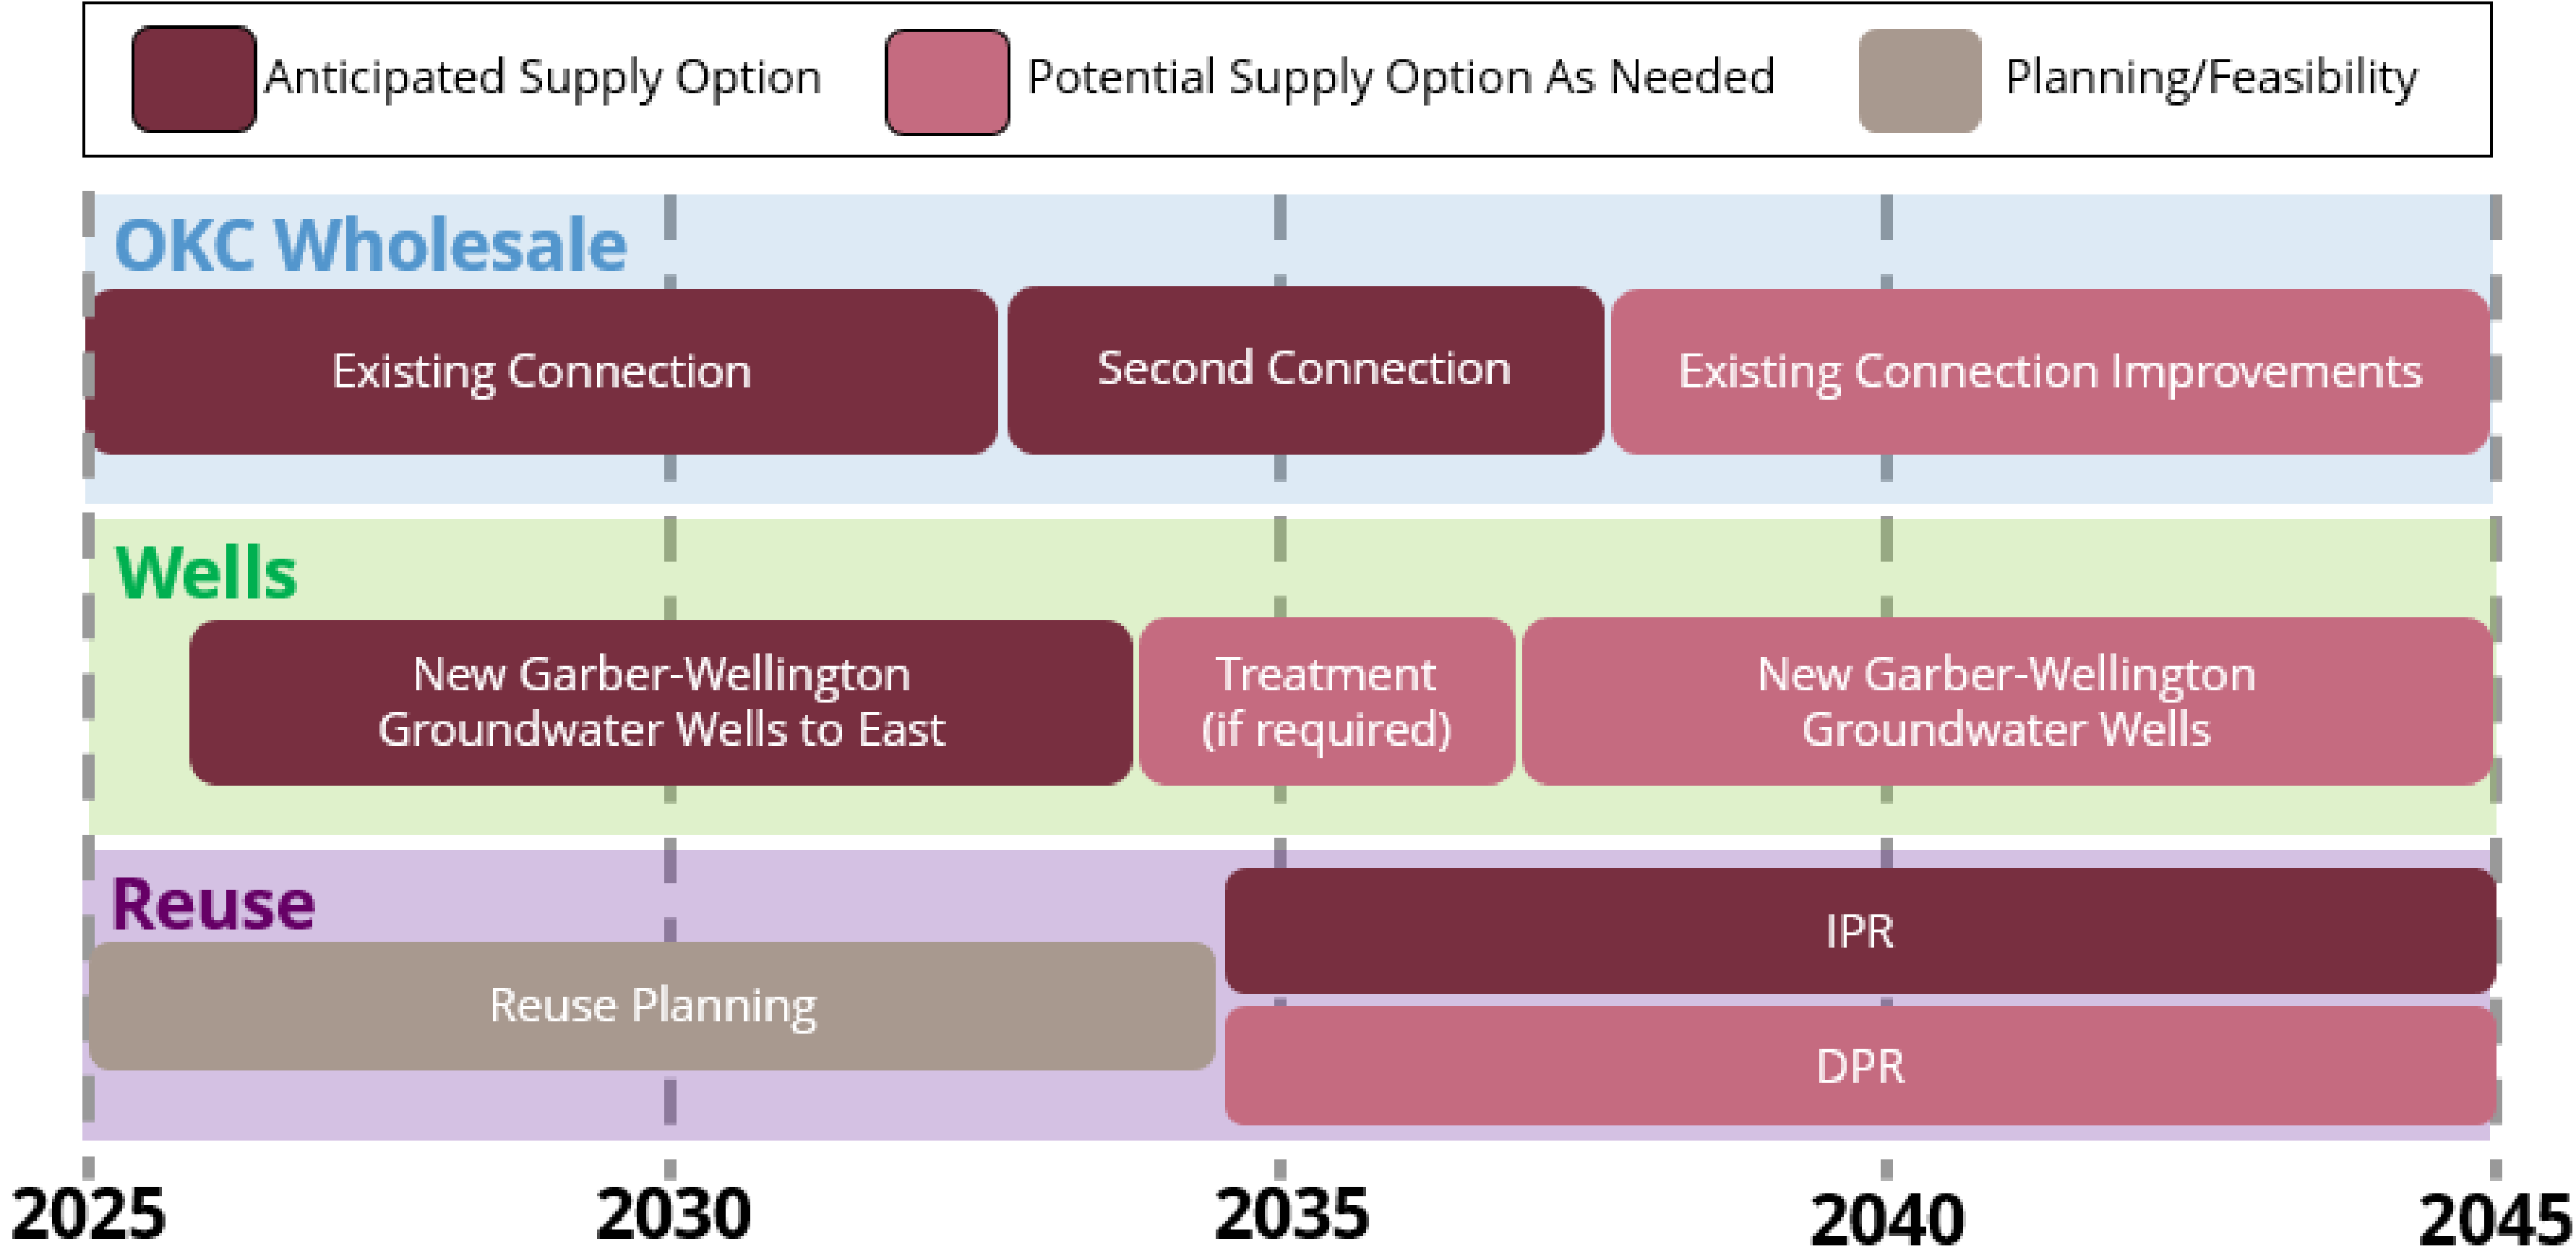 Anticipated Supply Option
Potential Supply Option As Needed
Planning/Feasibility
OKC Wholesale
Existing Connection
Second Connection
Existing Connection Improvements
Wells
New Garber-Wellington
Groundwater Wells to East
Treatment
(if required)
New Garber-Wellington
Groundwater Wells
Reuse
Reuse Planning
IPR
DPR
2025
2030
2035
2040
2045